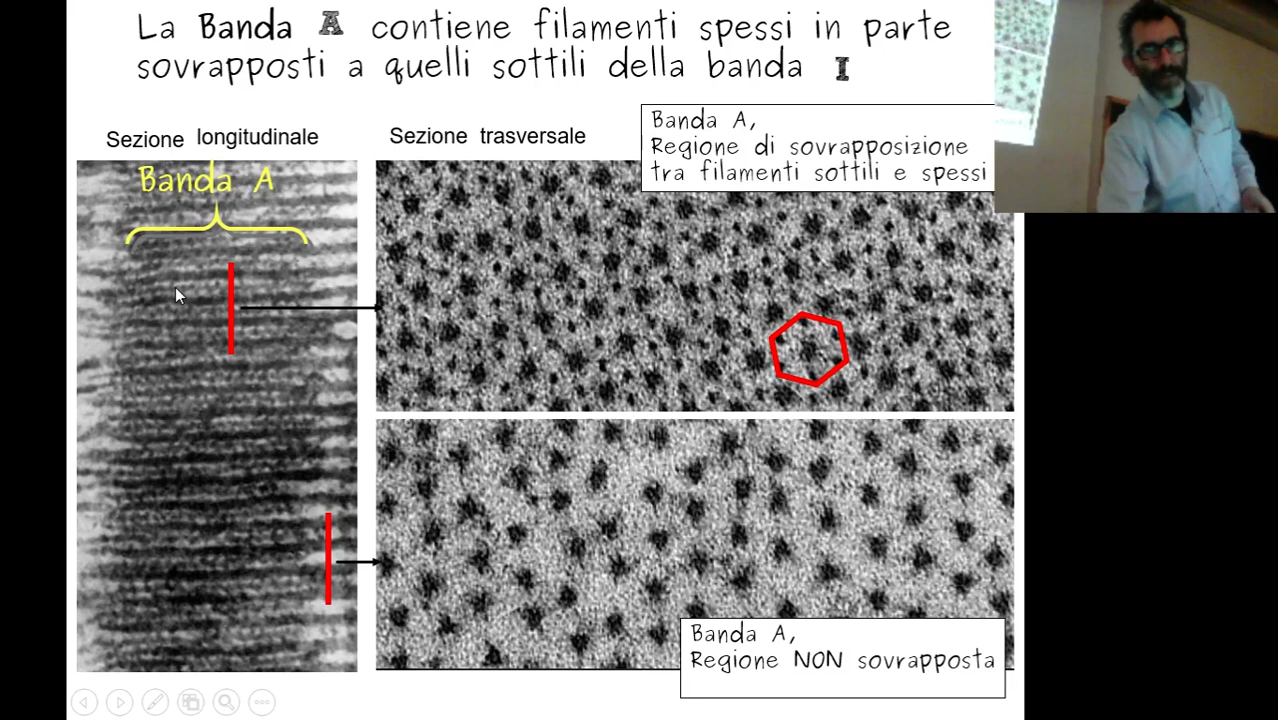 La Banda A contiene filamenti spessi in parte
sovrapposti a quelli sottili della banda I
Sezione longitudinale
Sezione trasversale
Banda A,
Regione di sovrapposizione
tra filamenti sottili e spessi
Banda A
Banda A,
Regione NON sovrapposta